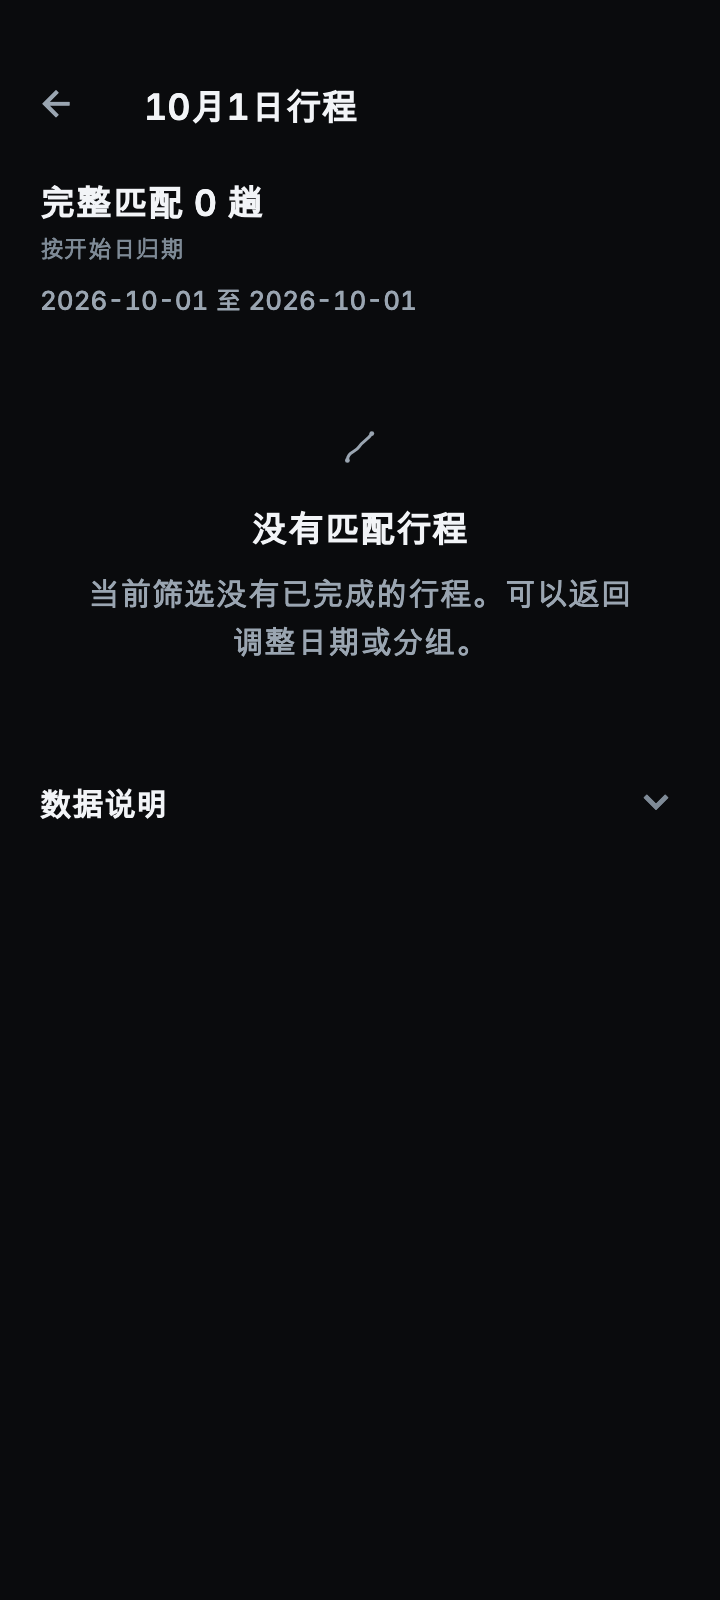 10月1日行程
完整匹配 0 趟
按开始日归期
2026-10-01 至 2026-10-01
没有匹配行程
当前筛选没有已完成的行程。可以返回
调整日期或分组。
数据说明